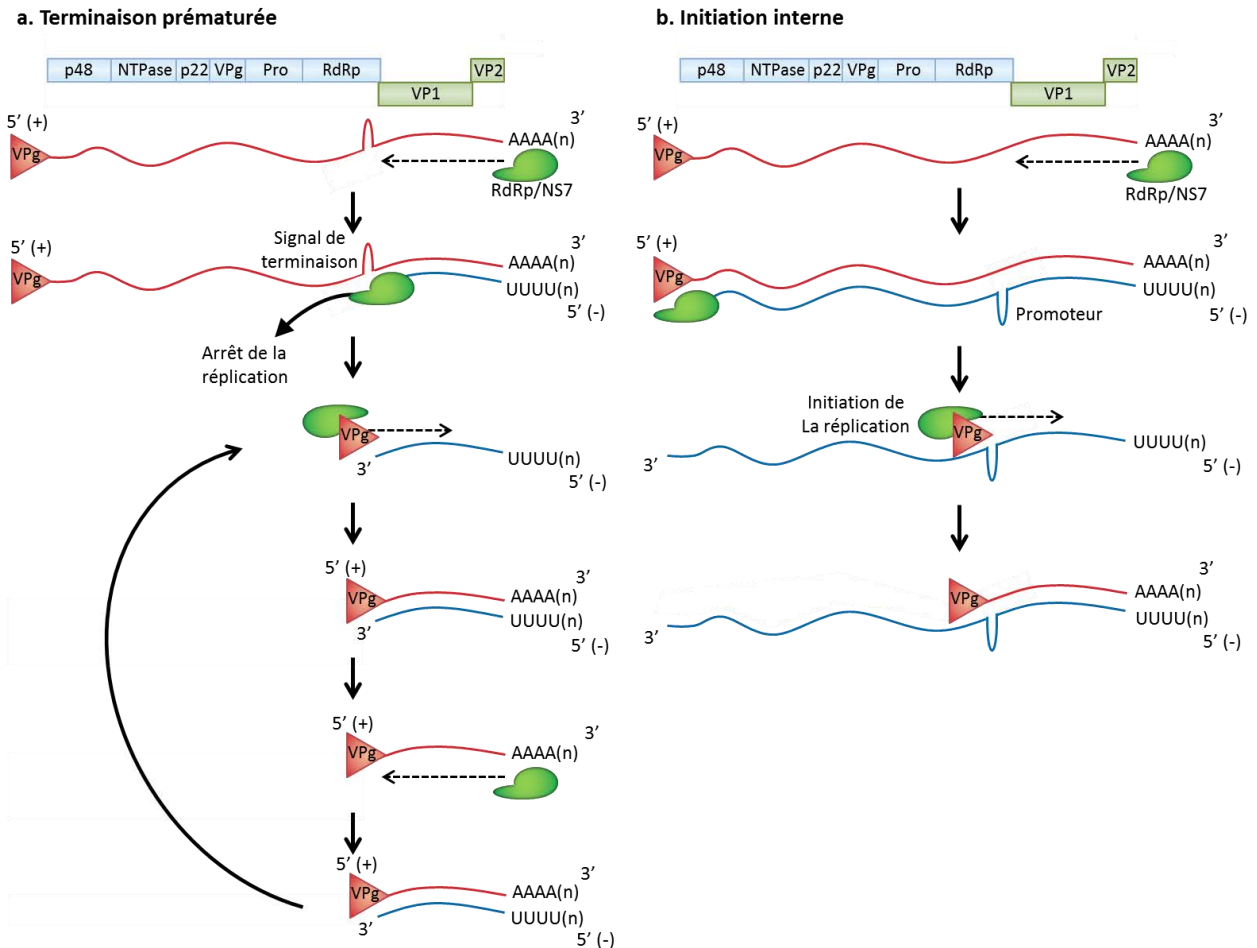 a. Terminaison prématurée
p48 NTPase p22 VPg Pro RdRp VP2
VP1
5’ (+)
3’
VPg
AAAA(n)
RdRp/NS7
Signal de
terminaison
5’ (+)
3’
VPg
AAAA(n)
UUUU(n)
5’ (-)
Arrêt de la
réplication
VPg
3’
UUUU(n)
5’ (-)
5’ (+)
3’
VPg
AAAA(n)
UUUU(n)
3’
5’ (-)
5’ (+)
3’
VPg
AAAA(n)
5’ (+)
3’
VPg
AAAA(n)
UUUU(n)
3’
5’ (-)
b. Initiation interne
p48 NTPase p22 VPg Pro RdRp VP2
VP1
5’ (+)
3’
VPg
AAAA(n)
RdRp/NS7
5’ (+)
3’
VPg
AAAA(n)
UUUU(n)
5’ (-)
Promoteur
Initiation de
La réplication
VPg
UUUU(n)
3’
5’ (-)
3’
VPg
AAAA(n)
UUUU(n)
3’
5’ (-)